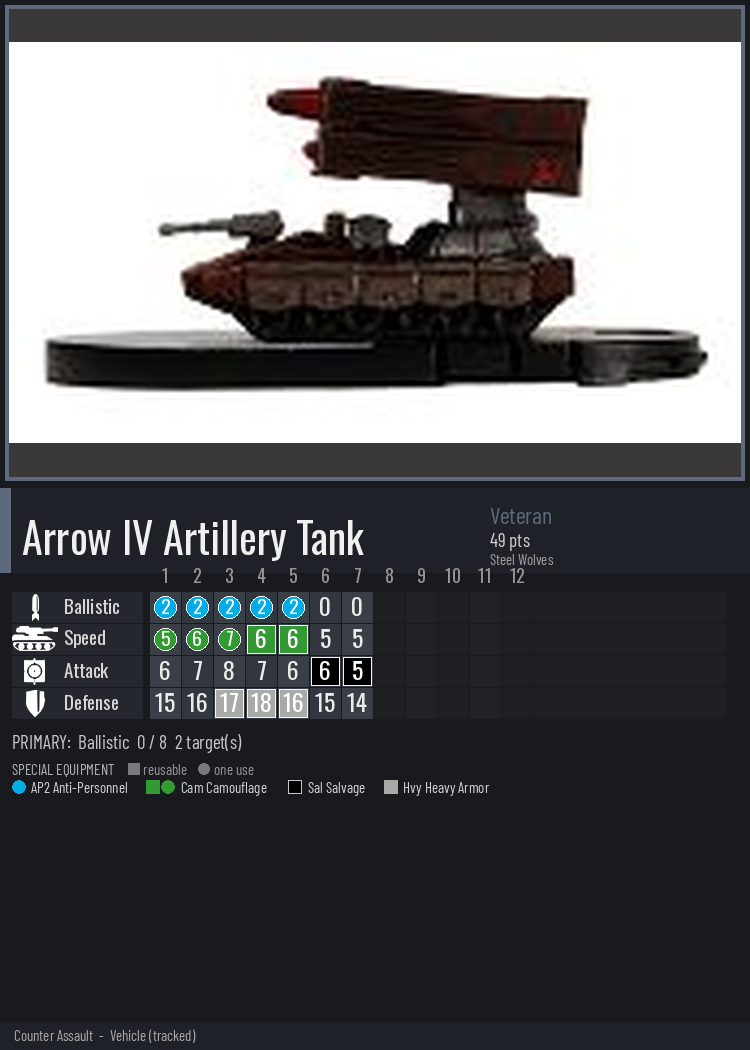 Arrow IV Artillery Tank
Veteran
49 pts
Steel Wolves
1 2 3 4 5 6 7 8 9 10 11 12
Ballistic 2 2 2 2 2 0 0
Speed 5 6 7 6 6 5 5
Attack 6 7 8 7 6 6 5
Defense 15 16 17 18 16 15 14
PRIMARY: Ballistic 0 / 8 2 target(s)
SPECIAL EQUIPMENT reusable one use
AP2 Anti-Personnel Cam Camouflage Sal Salvage Hvy Heavy Armor
Counter Assault - Vehicle (tracked)